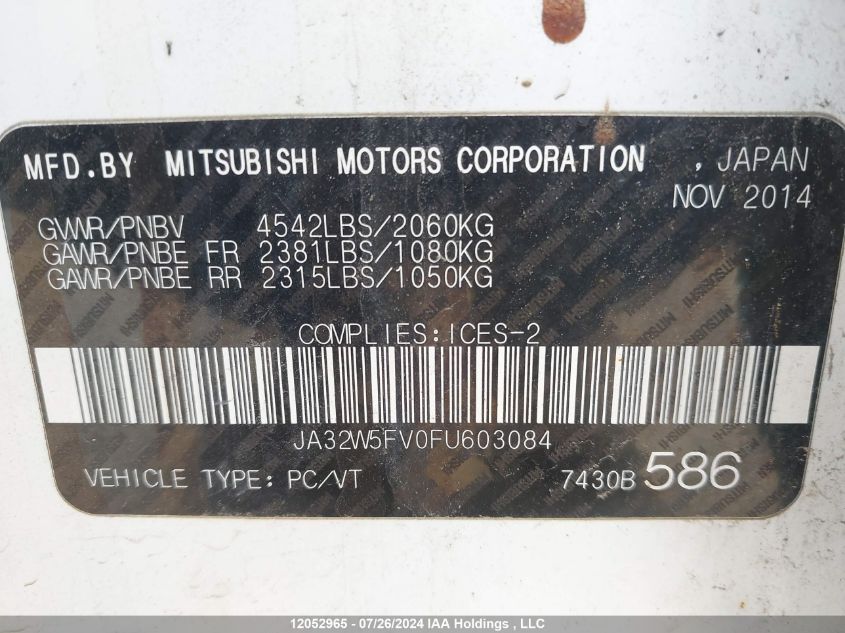 MFD.BY MITSUBISHI MOTORS CORPORATION , JAPAN
NOV 2014
GVWR/PNBV 4542LBS/2060KG
GAWR/PNBE FR 2381LBS/1080KG
GAWR/PNBE RR 2315LBS/1050KG
COMPLIES:ICES-2
JA32W5FV0FU603084
VEHICLE TYPE: PC/VT 7430B 586
12052965 - 07/26/2024 IAA Holdings , LLC